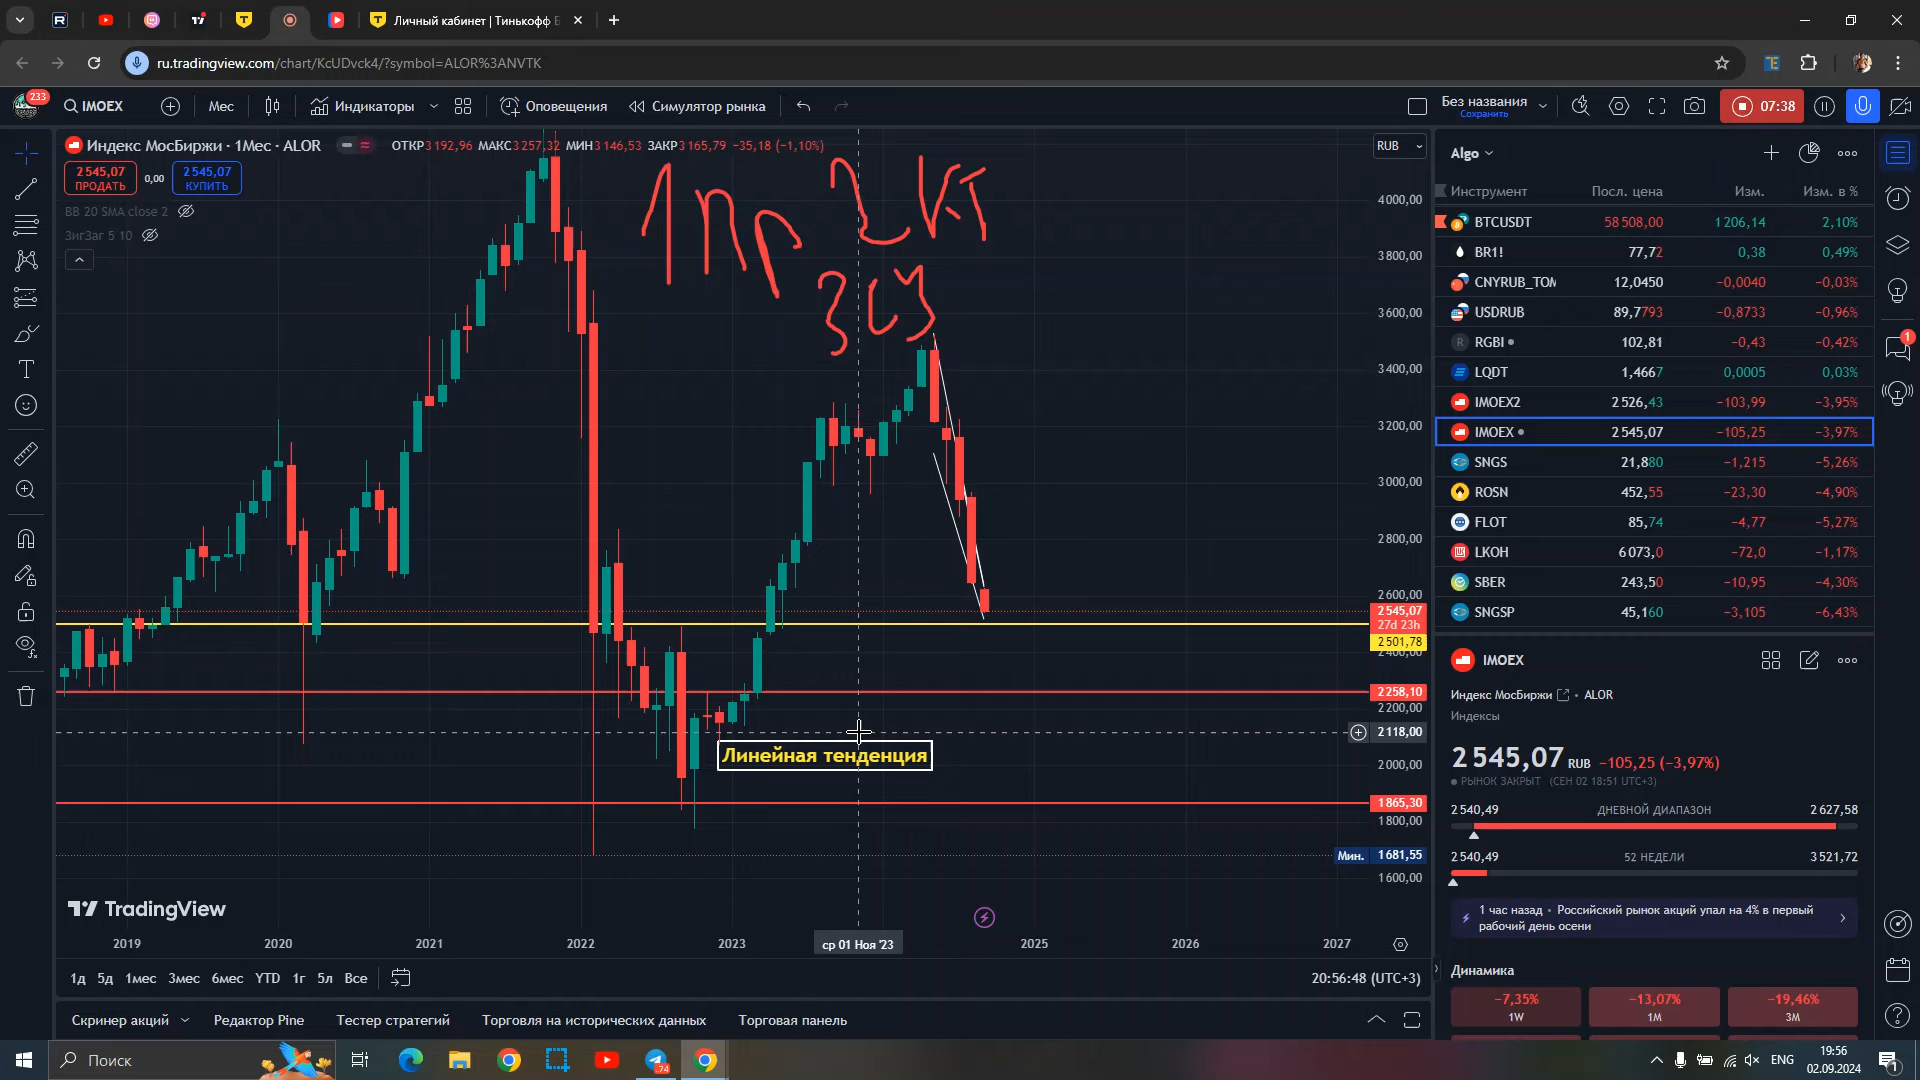 Личный кабинет | Тинькофф Б
ru.tradingview.com/chart/KcUDvck4/?symbol=ALOR%3ANVTK
233
IMOEX
Мес
Индикаторы
Оповещения
Симулятор рынка
Без названия
Сохранить
07:38
Индекс МосБиржи · 1Мес · ALOR
ОТКР3 192,96 МАКС3 257,32 МИН3 146,53 ЗАКР3 165,79 −35,18 (−1,10%)
RUB
2 545,07
ПРОДАТЬ
0,00
2 545,07
КУПИТЬ
BB 20 SMA close 2
ЗигЗаг 5 10
4 000,00
3 800,00
3 600,00
3 400,00
3 200,00
3 000,00
2 800,00
2 600,00
2 545,07
27d 23h
2 501,78
2 400,00
2 258,10
2 200,00
2 118,00
Линейная тенденция
2 000,00
1 865,30
1 800,00
Мин. 1 681,55
1 600,00
TradingView
2019
2020
2021
2022
2023
ср 01 Ноя '23
2025
2026
2027
1д
5д
1мес
3мес
6мес
YTD
1г
5л
Все
20:56:48 (UTC+3)
Скринер акций
Редактор Pine
Тестер стратегий
Торговля на исторических данных
Торговая панель
Algo
Инструмент Посл. цена Изм. Изм. в %
BTCUSDT 58 508,00 1 206,14 2,10%
BR1! 77,72 0,38 0,49%
CNYRUB_TOM 12,0450 −0,0040 −0,03%
USDRUB 89,7793 −0,8733 −0,96%
RGBI 102,81 −0,43 −0,42%
LQDT 1,4667 0,0005 0,03%
IMOEX2 2 526,43 −103,99 −3,95%
IMOEX 2 545,07 −105,25 −3,97%
SNGS 21,880 −1,215 −5,26%
ROSN 452,55 −23,30 −4,90%
FLOT 85,74 −4,77 −5,27%
LKOH 6 073,0 −72,0 −1,17%
SBER 243,50 −10,95 −4,30%
SNGSP 45,160 −3,105 −6,43%
IMOEX
Индекс МосБиржи • ALOR
Индексы
2 545,07 RUB −105,25 (−3,97%)
РЫНОК ЗАКРЫТ (СЕН 02 18:51 UTC+3)
2 540,49 ДНЕВНОЙ ДИАПАЗОН 2 627,58
2 540,49 52 НЕДЕЛИ 3 521,72
1 час назад • Российский рынок акций упал на 4% в первый
рабочий день осени
Динамика
−7,35%
1W
−13,07%
1M
−19,46%
3M
1
Поиск
74
ENG
19:56
02.09.2024
1